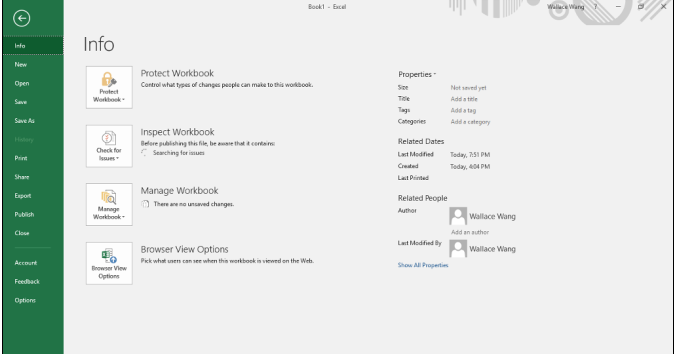 Book1 - Excel
Wallace Wang ?
Info
New
Open
Save
Save As
History
Print
Share
Export
Publish
Close
Account
Feedback
Options
Info
Protect Workbook
Protect Workbook
Control what types of changes people can make to this workbook.
Check for Issues
Inspect Workbook
Before publishing this file, be aware that it contains:
Searching for issues
Manage Workbook
Manage Workbook
There are no unsaved changes.
Browser View Options
Browser View Options
Pick what users can see when this workbook is viewed on the Web.
Properties
Size Not saved yet
Title Add a title
Tags Add a tag
Categories Add a category
Related Dates
Last Modified Today, 7:51 PM
Created Today, 4:04 PM
Last Printed
Related People
Author Wallace Wang
Add an author
Last Modified By Wallace Wang
Show All Properties